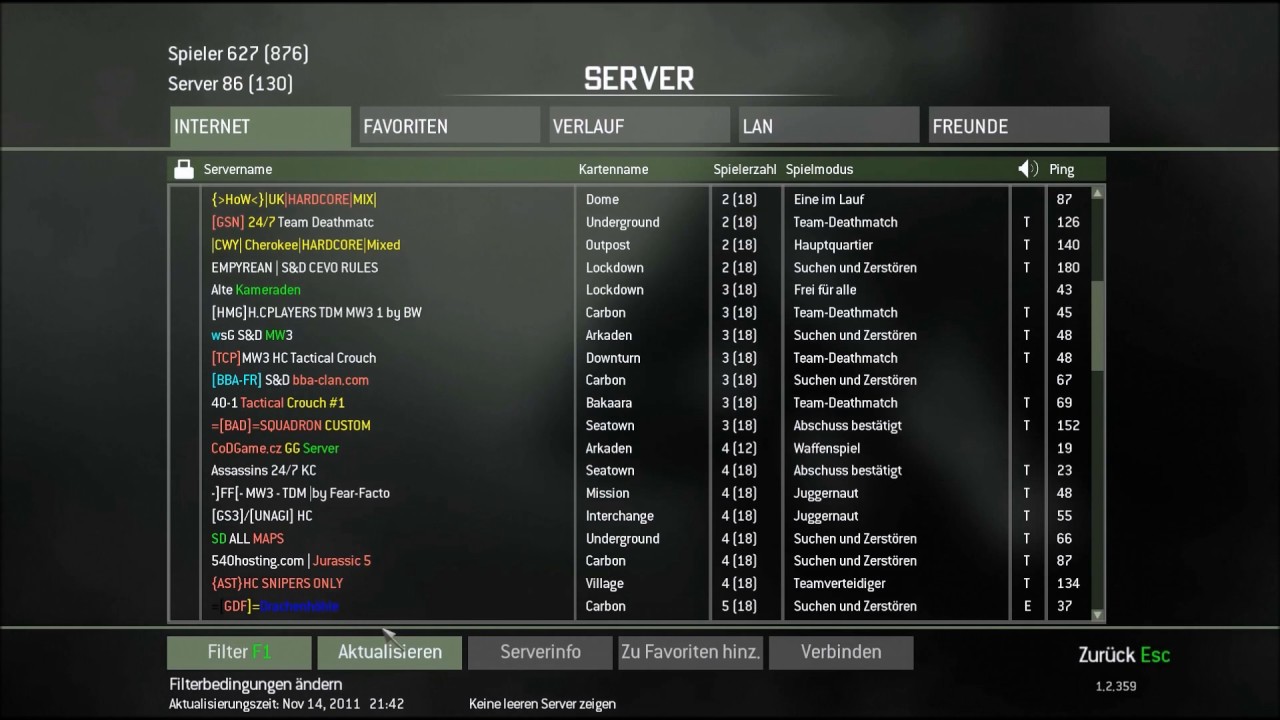 Spieler 627 (876)
Server 86 (130)
SERVER
INTERNET FAVORITEN VERLAUF LAN FREUNDE
Servername Kartenname Spielerzahl Spielmodus Ping
{>HoW<}|UK|HARDCORE|MIX| Dome 2 (18) Eine im Lauf 87
[GSN] 24/7 Team Deathmatc Underground 2 (18) Team-Deathmatch T 126
|CWY| Cherokee|HARDCORE|Mixed Outpost 2 (18) Hauptquartier T 140
EMPYREAN | S&D CEVO RULES Lockdown 2 (18) Suchen und Zerstören T 180
Alte Kameraden Lockdown 3 (18) Frei für alle 43
[HMG]H.CPLAYERS TDM MW3 1 by BW Carbon 3 (18) Team-Deathmatch T 45
wsG S&D MW3 Arkaden 3 (18) Suchen und Zerstören T 48
[TCP]MW3 HC Tactical Crouch Downturn 3 (18) Team-Deathmatch T 48
[BBA-FR] S&D bba-clan.com Carbon 3 (18) Suchen und Zerstören 67
40-1 Tactical Crouch #1 Bakaara 3 (18) Team-Deathmatch T 69
=[BAD]=SQUADRON CUSTOM Seatown 3 (18) Abschuss bestätigt T 152
CoDGame.cz GG Server Arkaden 4 (12) Waffenspiel 19
Assassins 24/7 KC Seatown 4 (18) Abschuss bestätigt T 23
-]FF[- MW3 - TDM |by Fear-Facto Mission 4 (18) Juggernaut T 48
[GS3]/[UNAGI] HC Interchange 4 (18) Juggernaut T 55
SD ALL MAPS Underground 4 (18) Suchen und Zerstören T 66
540hosting.com | Jurassic 5 Carbon 4 (18) Suchen und Zerstören T 87
{AST}HC SNIPERS ONLY Village 4 (18) Teamverteidiger T 134
=[GDF]= Carbon 5 (18) Suchen und Zerstören E 37
Filter F1 Aktualisieren Serverinfo Zu Favoriten hinz. Verbinden Zurück Esc
Filterbedingungen ändern 1.2.359
Aktualisierungszeit: Nov 14, 2011 21:42 Keine leeren Server zeigen